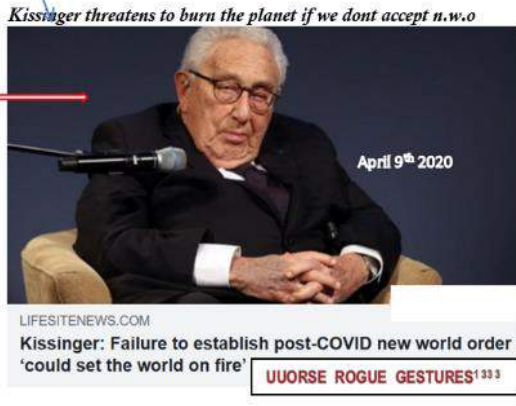 Kissinger threatens to burn the planet if we dont accept n.w.o
April 9th 2020
LIFESITENEWS.COM
Kissinger: Failure to establish post-COVID new world order
‘could set the world on fire’
UUORSE ROGUE GESTURES¹³³³